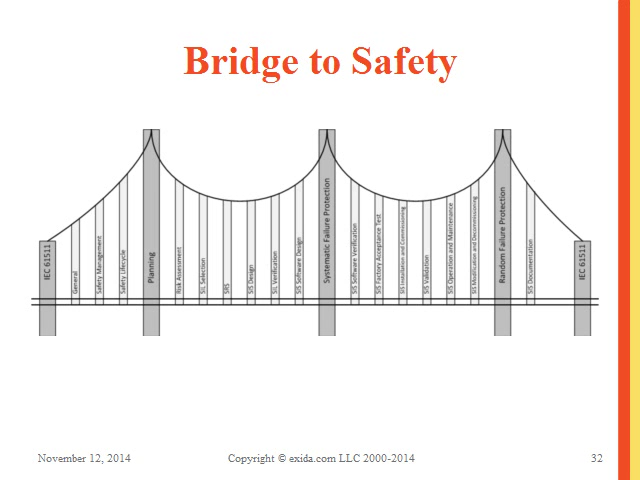 Bridge to Safety
IEC 61511
General
Safety Management
Safety Lifecycle
Planning
Risk Assessment
SIL Selection
SRS
SIS Design
SIL Verification
SIS Software Design
Systematic Failure Protection
SIS Software Verification
SIS Factory Acceptance Test
SIS Installation and Commissioning
SIS Validation
SIS Operation and Maintenance
SIS Modification and Decommissioning
Random Failure Protection
SIS Documentation
IEC 61511
November 12, 2014
Copyright © exida.com LLC 2000-2014
32